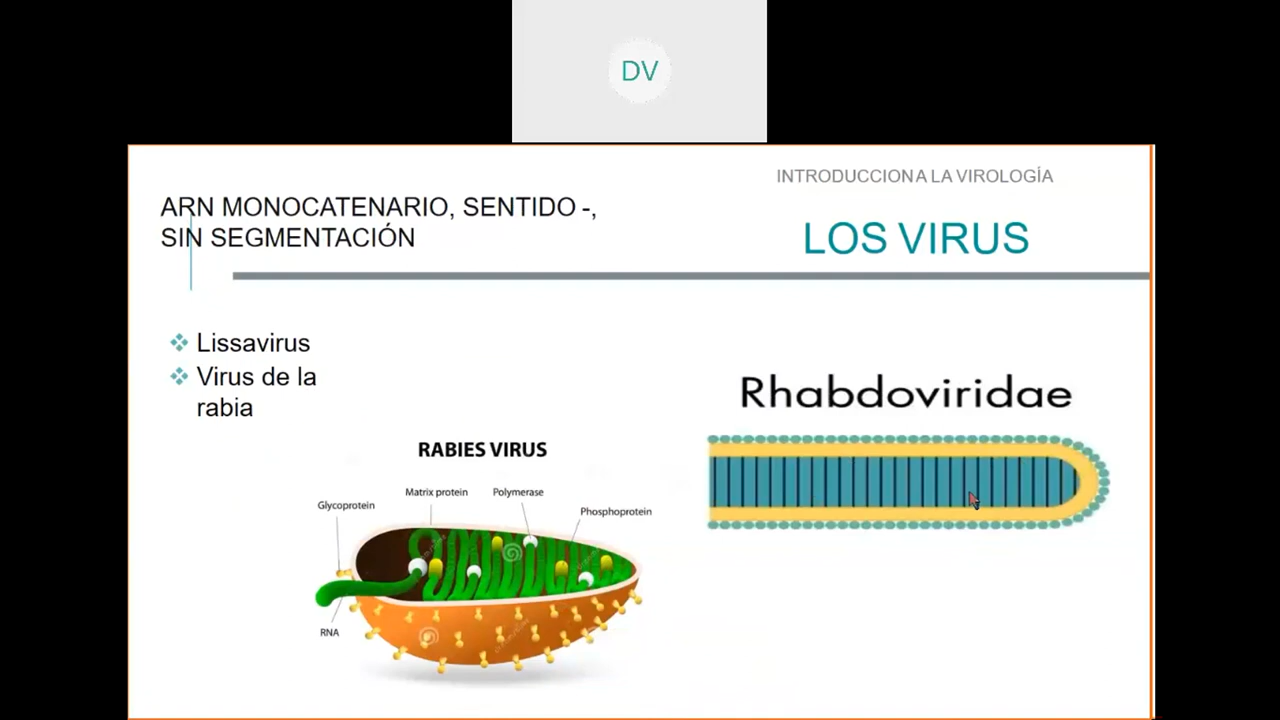 DV
INTRODUCCION A LA VIROLOGÍA
ARN MONOCATENARIO, SENTIDO -,
SIN SEGMENTACIÓN
LOS VIRUS
Lissavirus
Virus de la
rabia
Rhabdoviridae
RABIES VIRUS
Matrix protein
Polymerase
Glycoprotein
Phosphoprotein
RNA